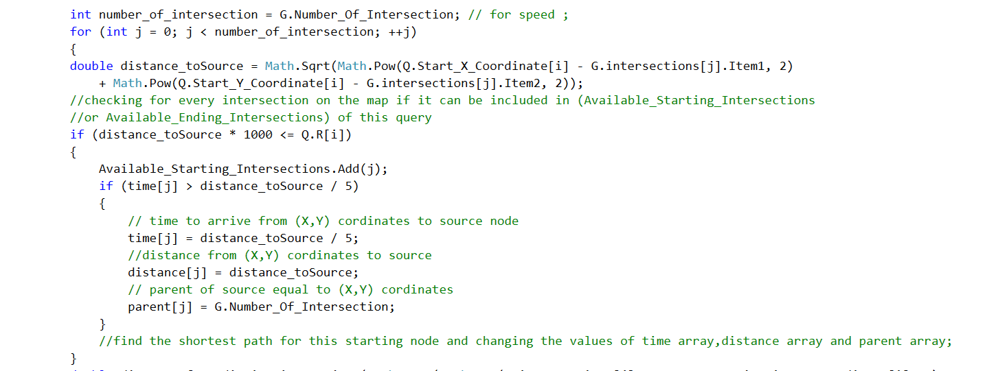 int number_of_intersection = G.Number_Of_Intersection; // for speed ;
for (int j = 0; j < number_of_intersection; ++j)
{
double distance_toSource = Math.Sqrt(Math.Pow(Q.Start_X_Coordinate[i] - G.intersections[j].Item1, 2)
+ Math.Pow(Q.Start_Y_Coordinate[i] - G.intersections[j].Item2, 2));
//checking for every intersection on the map if it can be included in (Available_Starting_Intersections
//or Available_Ending_Intersections) of this query
if (distance_toSource * 1000 <= Q.R[i])
{
Available_Starting_Intersections.Add(j);
if (time[j] > distance_toSource / 5)
{
// time to arrive from (X,Y) cordinates to source node
time[j] = distance_toSource / 5;
//distance from (X,Y) cordinates to source
distance[j] = distance_toSource;
// parent of source equal to (X,Y) cordinates
parent[j] = G.Number_Of_Intersection;
}
//find the shortest path for this starting node and changing the values of time array,distance array and parent array;
}